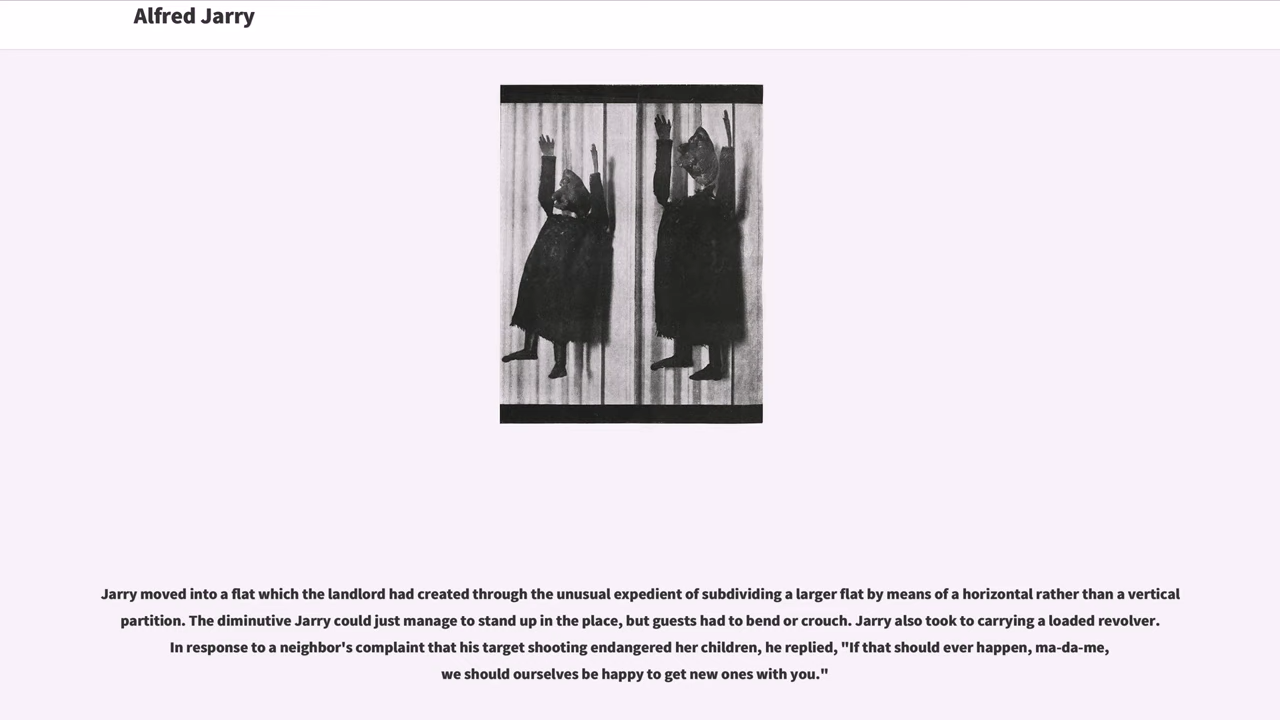 Alfred Jarry
Jarry moved into a flat which the landlord had created through the unusual expedient of subdividing a larger flat by means of a horizontal rather than a vertical
partition. The diminutive Jarry could just manage to stand up in the place, but guests had to bend or crouch. Jarry also took to carrying a loaded revolver.
In response to a neighbor's complaint that his target shooting endangered her children, he replied, "If that should ever happen, ma-da-me,
we should ourselves be happy to get new ones with you."